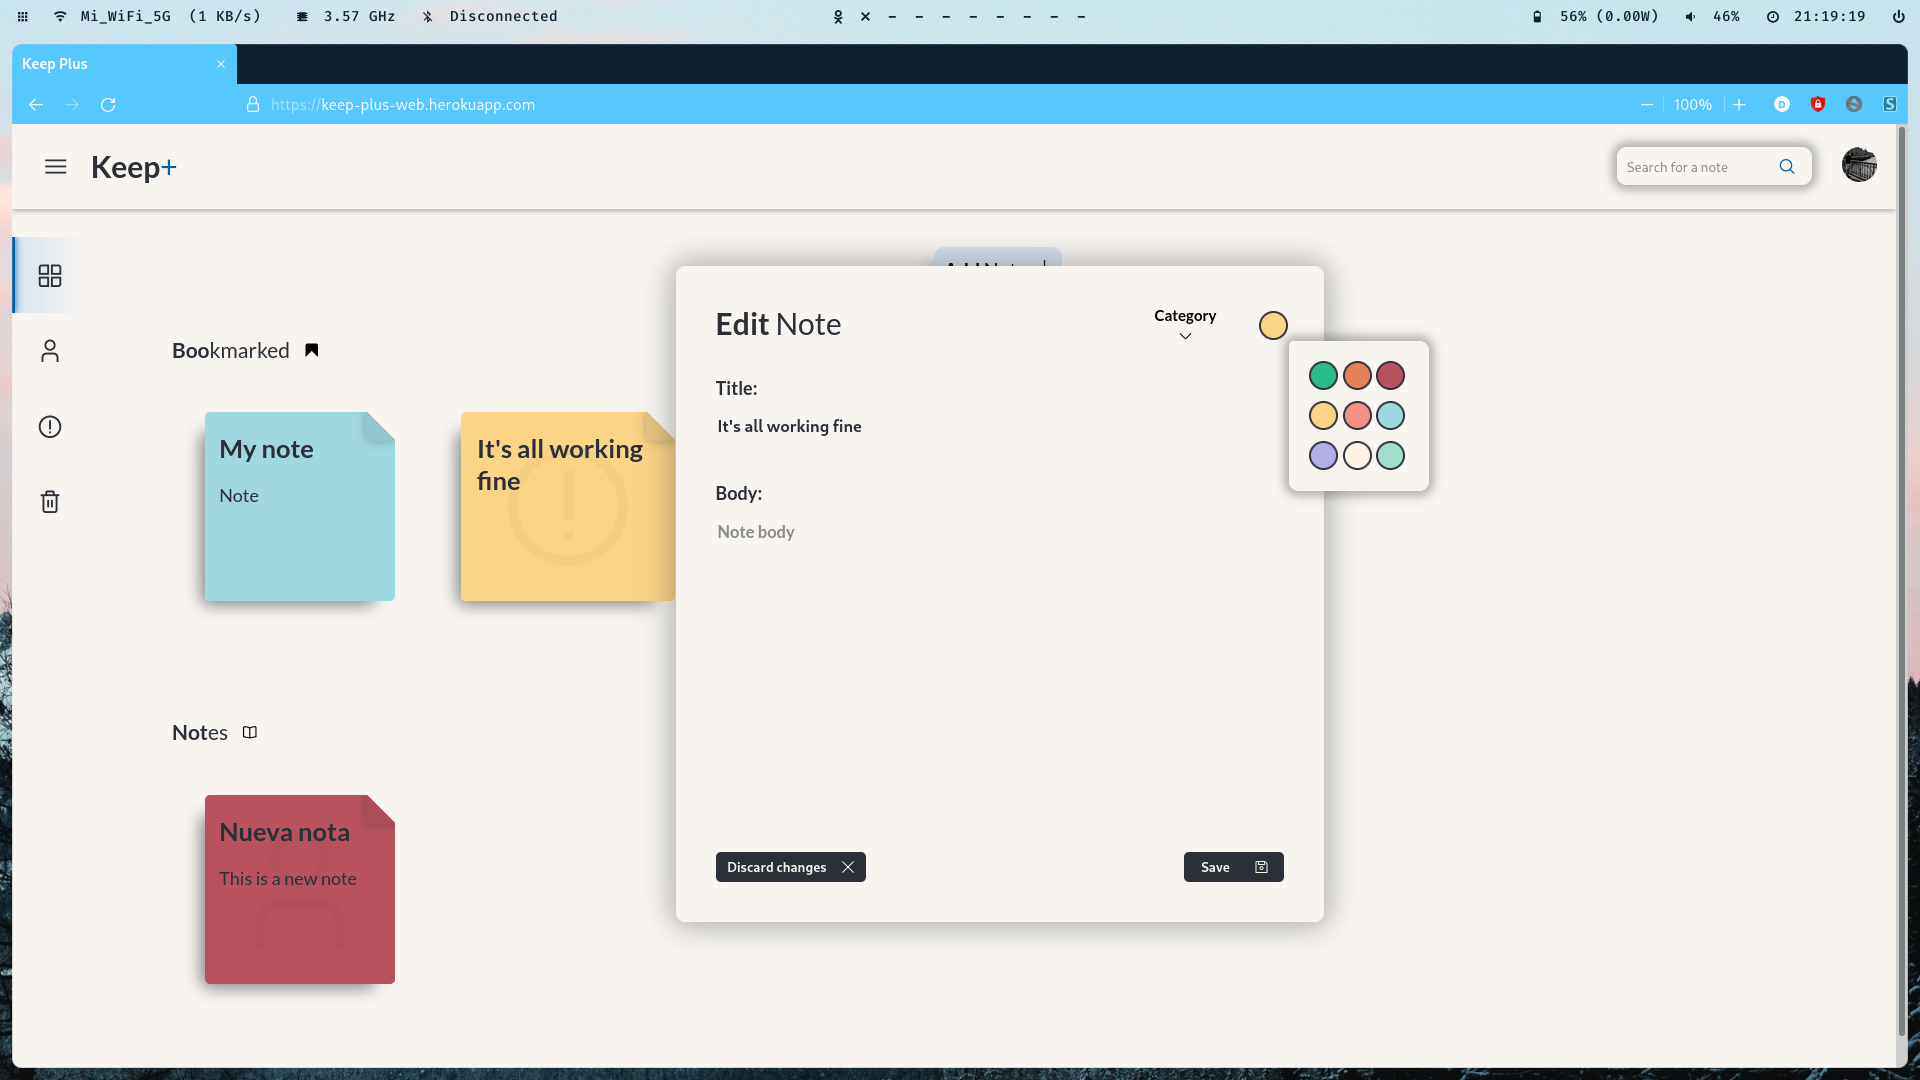 Mi_WiFi_5G (1 KB/s) 3.57 GHz Disconnected 56% (0.00W) 46% 21:19:19
Keep Plus
https://keep-plus-web.herokuapp.com 100%
Keep+
Search for a note
Edit Note
Category
Bookmarked
Title:
It's all working fine
My note
Note
It's all working
fine
Body:
Note body
Notes
Nueva nota
This is a new note
Discard changes
Save